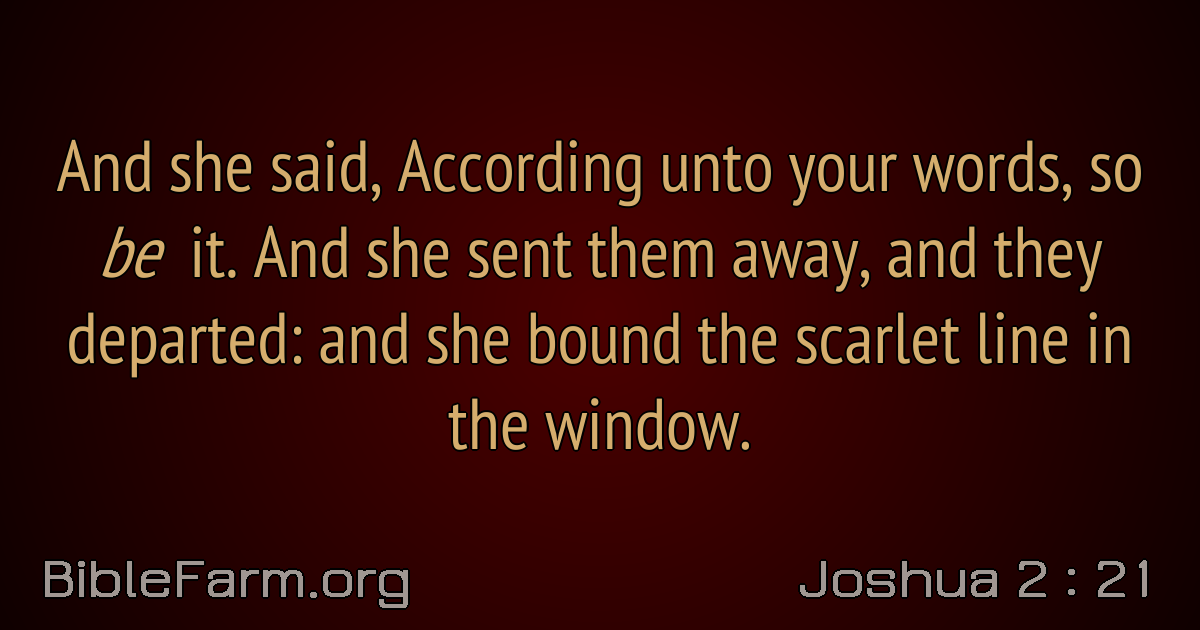 And she said, According unto your words, so
be it. And she sent them away, and they
departed: and she bound the scarlet line in
the window.
BibleFarm.org
Joshua 2 : 21